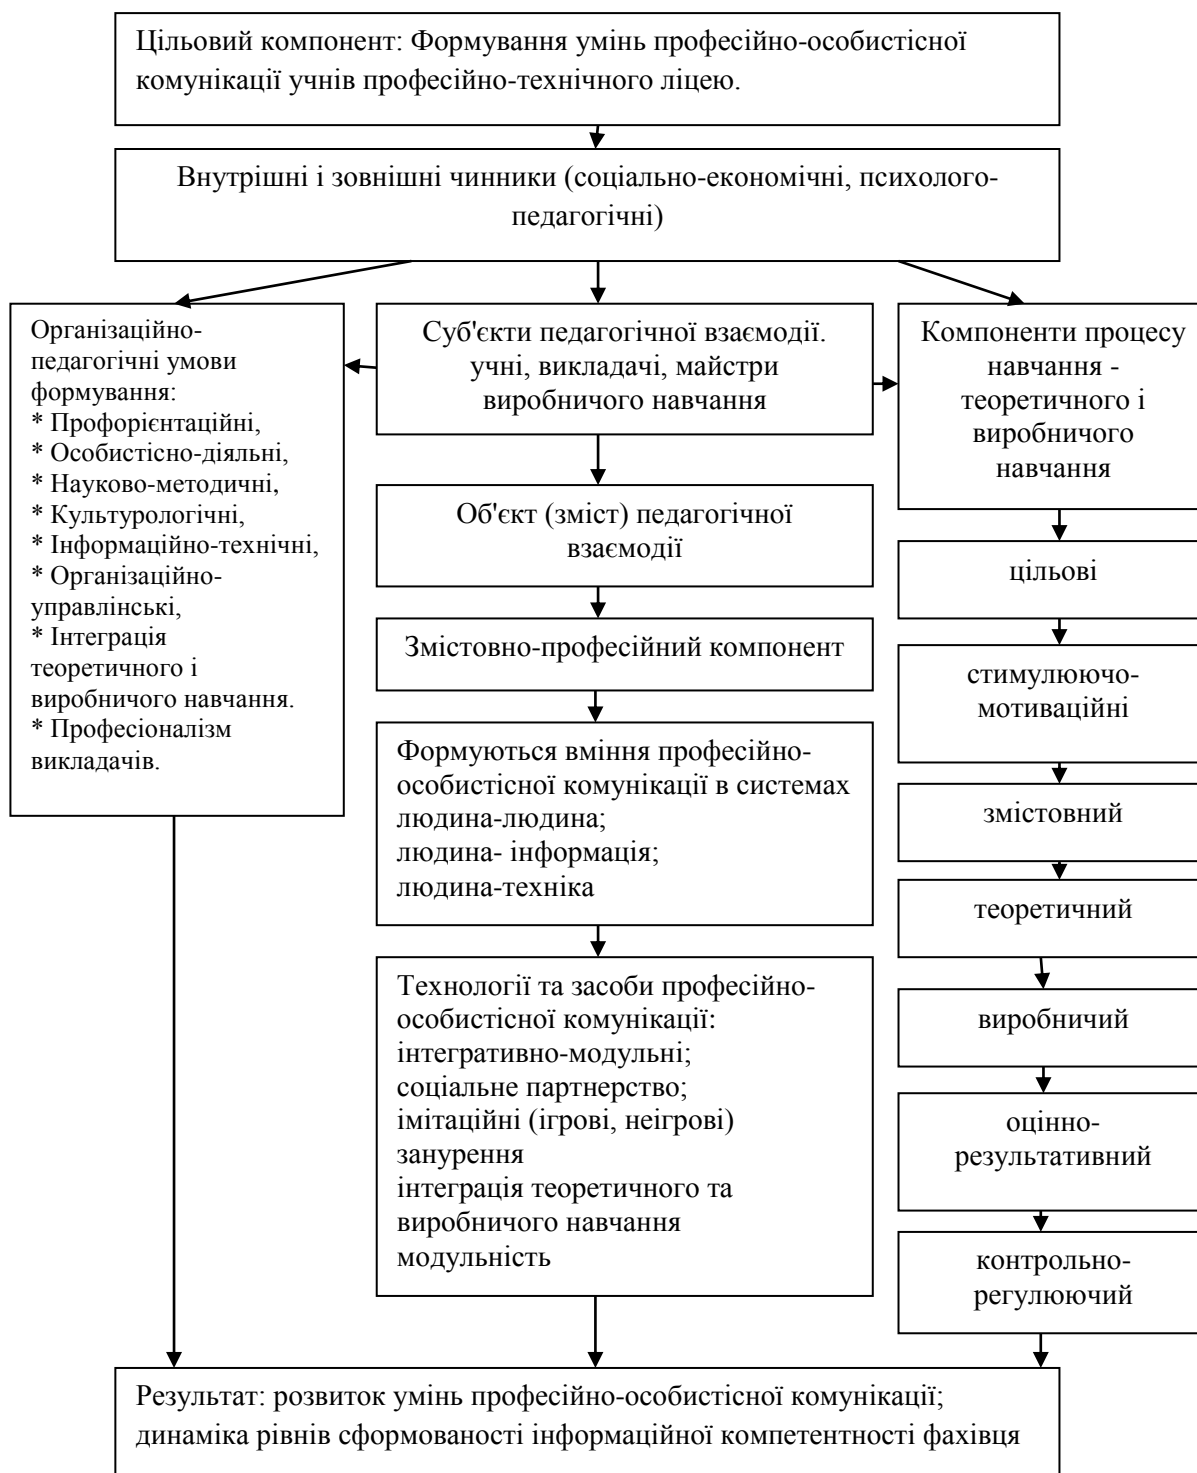 Цільовий компонент: Формування умінь професійно-особистісної
комунікації учнів професійно-технічного ліцею.
Внутрішні і зовнішні чинники (соціально-економічні, психолого-
педагогічні)
Організаційно-
педагогічні умови
формування:
* Профорієнтаційні,
* Особистісно-діяльні,
* Науково-методичні,
* Культурологічні,
* Інформаційно-технічні,
* Організаційно-
управлінські,
* Інтеграція
теоретичного і
виробничого навчання.
* Професіоналізм
викладачів.
Суб'єкти педагогічної взаємодії.
учні, викладачі, майстри
виробничого навчання
Об'єкт (зміст) педагогічної
взаємодії
Змістовно-професійний компонент
Формуються вміння професійно-
особистісної комунікації в системах
людина-людина;
людина- інформація;
людина-техніка
Технології та засоби професійно-
особистісної комунікації:
інтегративно-модульні;
соціальне партнерство;
імітаційні (ігрові, неігрові)
занурення
інтеграція теоретичного та
виробничого навчання
модульність
Компоненти процесу
навчання -
теоретичного і
виробничого
навчання
цільові
стимулюючо-
мотиваційні
змістовний
теоретичний
виробничий
оцінно-
результативний
контрольно-
регулюючий
Результат: розвиток умінь професійно-особистісної комунікації;
динаміка рівнів сформованості інформаційної компетентності фахівця